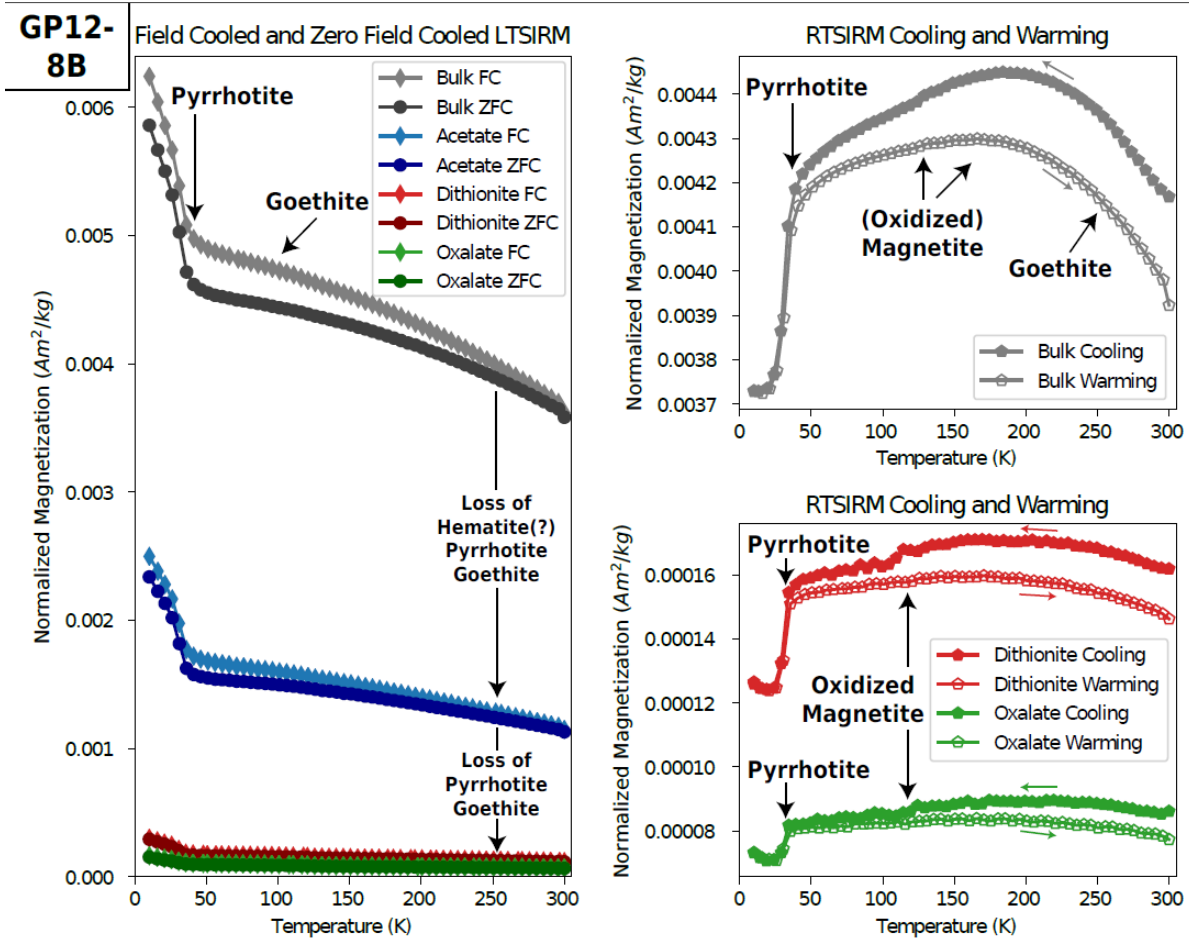 GP12-
8B
Field Cooled and Zero Field Cooled LTSIRM
Normalized Magnetization (Am²/kg)
0.006
0.005
0.004
0.003
0.002
0.001
0.000
Pyrrhotite
Goethite
Bulk FC
Bulk ZFC
Acetate FC
Acetate ZFC
Dithionite FC
Dithionite ZFC
Oxalate FC
Oxalate ZFC
Loss of
Hematite(?)
Pyrrhotite
Goethite
Loss of
Pyrrhotite
Goethite
0 50 100 150 200 250 300
Temperature (K)
RTSIRM Cooling and Warming
Normalized Magnetization (Am²/kg)
0.0044
0.0043
0.0042
0.0041
0.0040
0.0039
0.0038
0.0037
Pyrrhotite
(Oxidized)
Magnetite
Goethite
Bulk Cooling
Bulk Warming
0 50 100 150 200 250 300
Temperature (K)
RTSIRM Cooling and Warming
Normalized Magnetization (Am²/kg)
0.00016
0.00014
0.00012
0.00010
0.00008
Pyrrhotite
Oxidized
Magnetite
Pyrrhotite
Dithionite Cooling
Dithionite Warming
Oxalate Cooling
Oxalate Warming
0 50 100 150 200 250 300
Temperature (K)